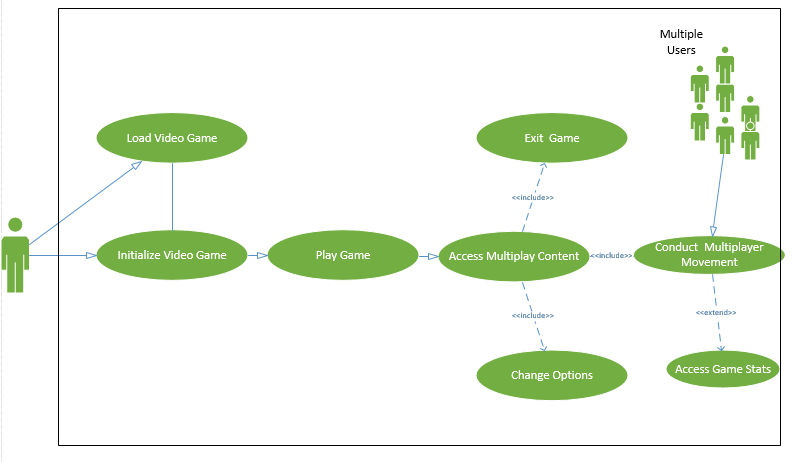 Multiple
Users
Load Video Game
Exit Game
<<include>>
Initialize Video Game
Play Game
Access Multiplay Content
<<include>>
Conduct Multiplayer
Movement
<<include>>
<<extend>>
Change Options
Access Game Stats